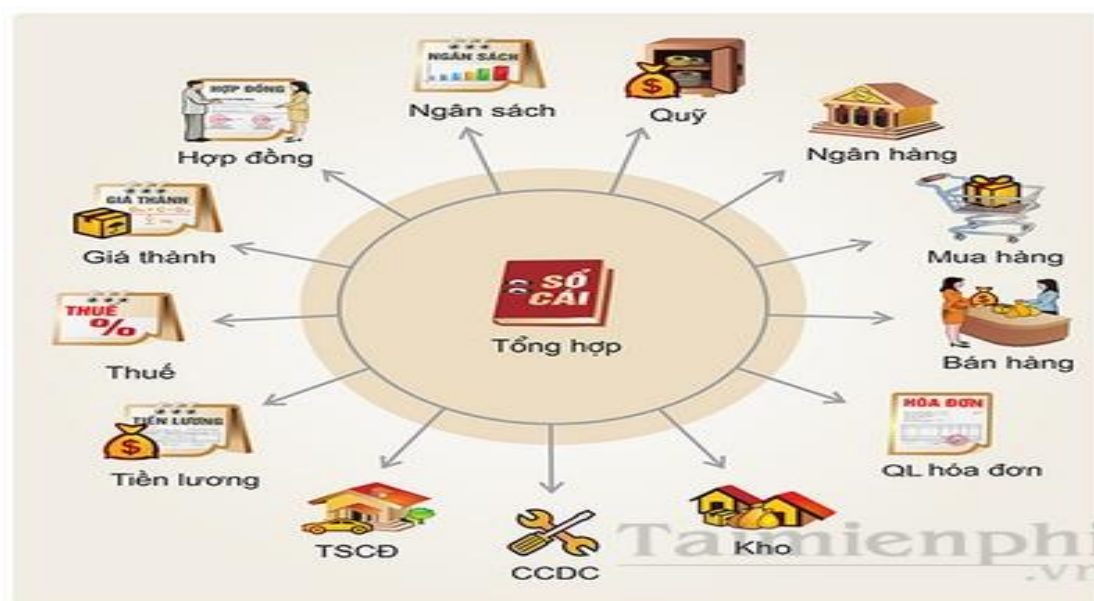 NGÂN SÁCH
Ngân sách
Quỹ
HỢP ĐỒNG
Hợp đồng
Ngân hàng
GIÁ THÀNH
Giá thành
Mua hàng
SỔ
CÁI
Tổng hợp
THUẾ
%
Thuế
Bán hàng
TIỀN LƯƠNG
$
Tiền lương
HÓA ĐƠN
QL hóa đơn
TSCĐ
CCDC
Kho
Taimienphi
.vn